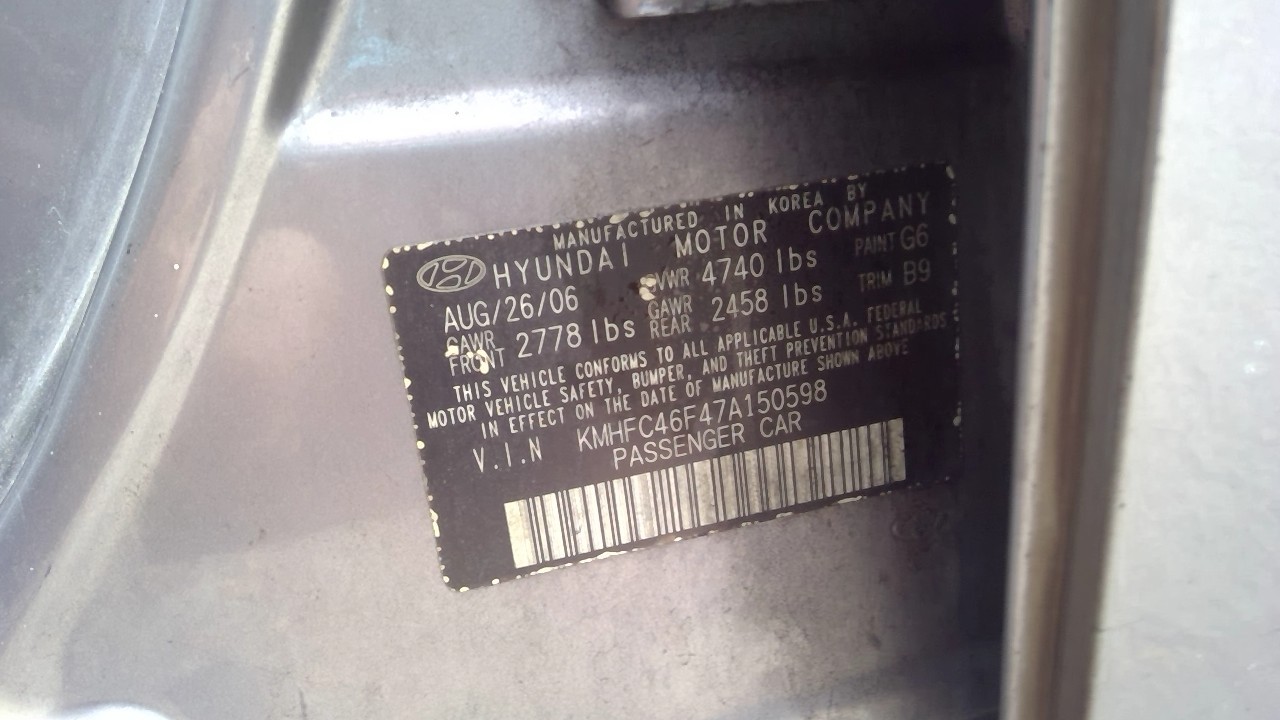 MANUFACTURED IN KOREA BY
HYUNDAI MOTOR COMPANY
AUG/26/06 GVWR 4740 lbs PAINT G6
GAWR FRONT 2778 lbs GAWR REAR 2458 lbs TRIM B9
THIS VEHICLE CONFORMS TO ALL APPLICABLE U.S.A. FEDERAL
MOTOR VEHICLE SAFETY, BUMPER, AND THEFT PREVENTION STANDARDS
IN EFFECT ON THE DATE OF MANUFACTURE SHOWN ABOVE
V.I.N KMHFC46F47A150598
PASSENGER CAR